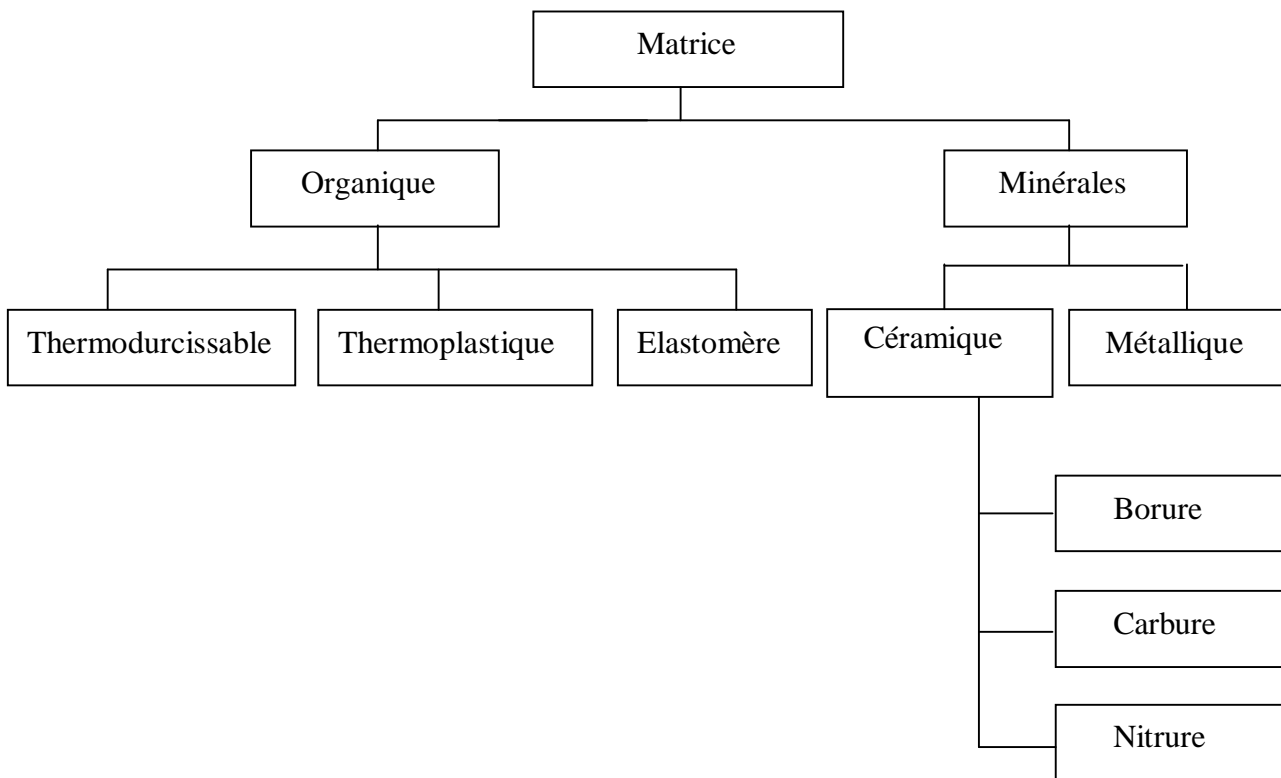 Matrice
Organique
Minérales
Thermodurcissable
Thermoplastique
Elastomère
Céramique
Métallique
Borure
Carbure
Nitrure